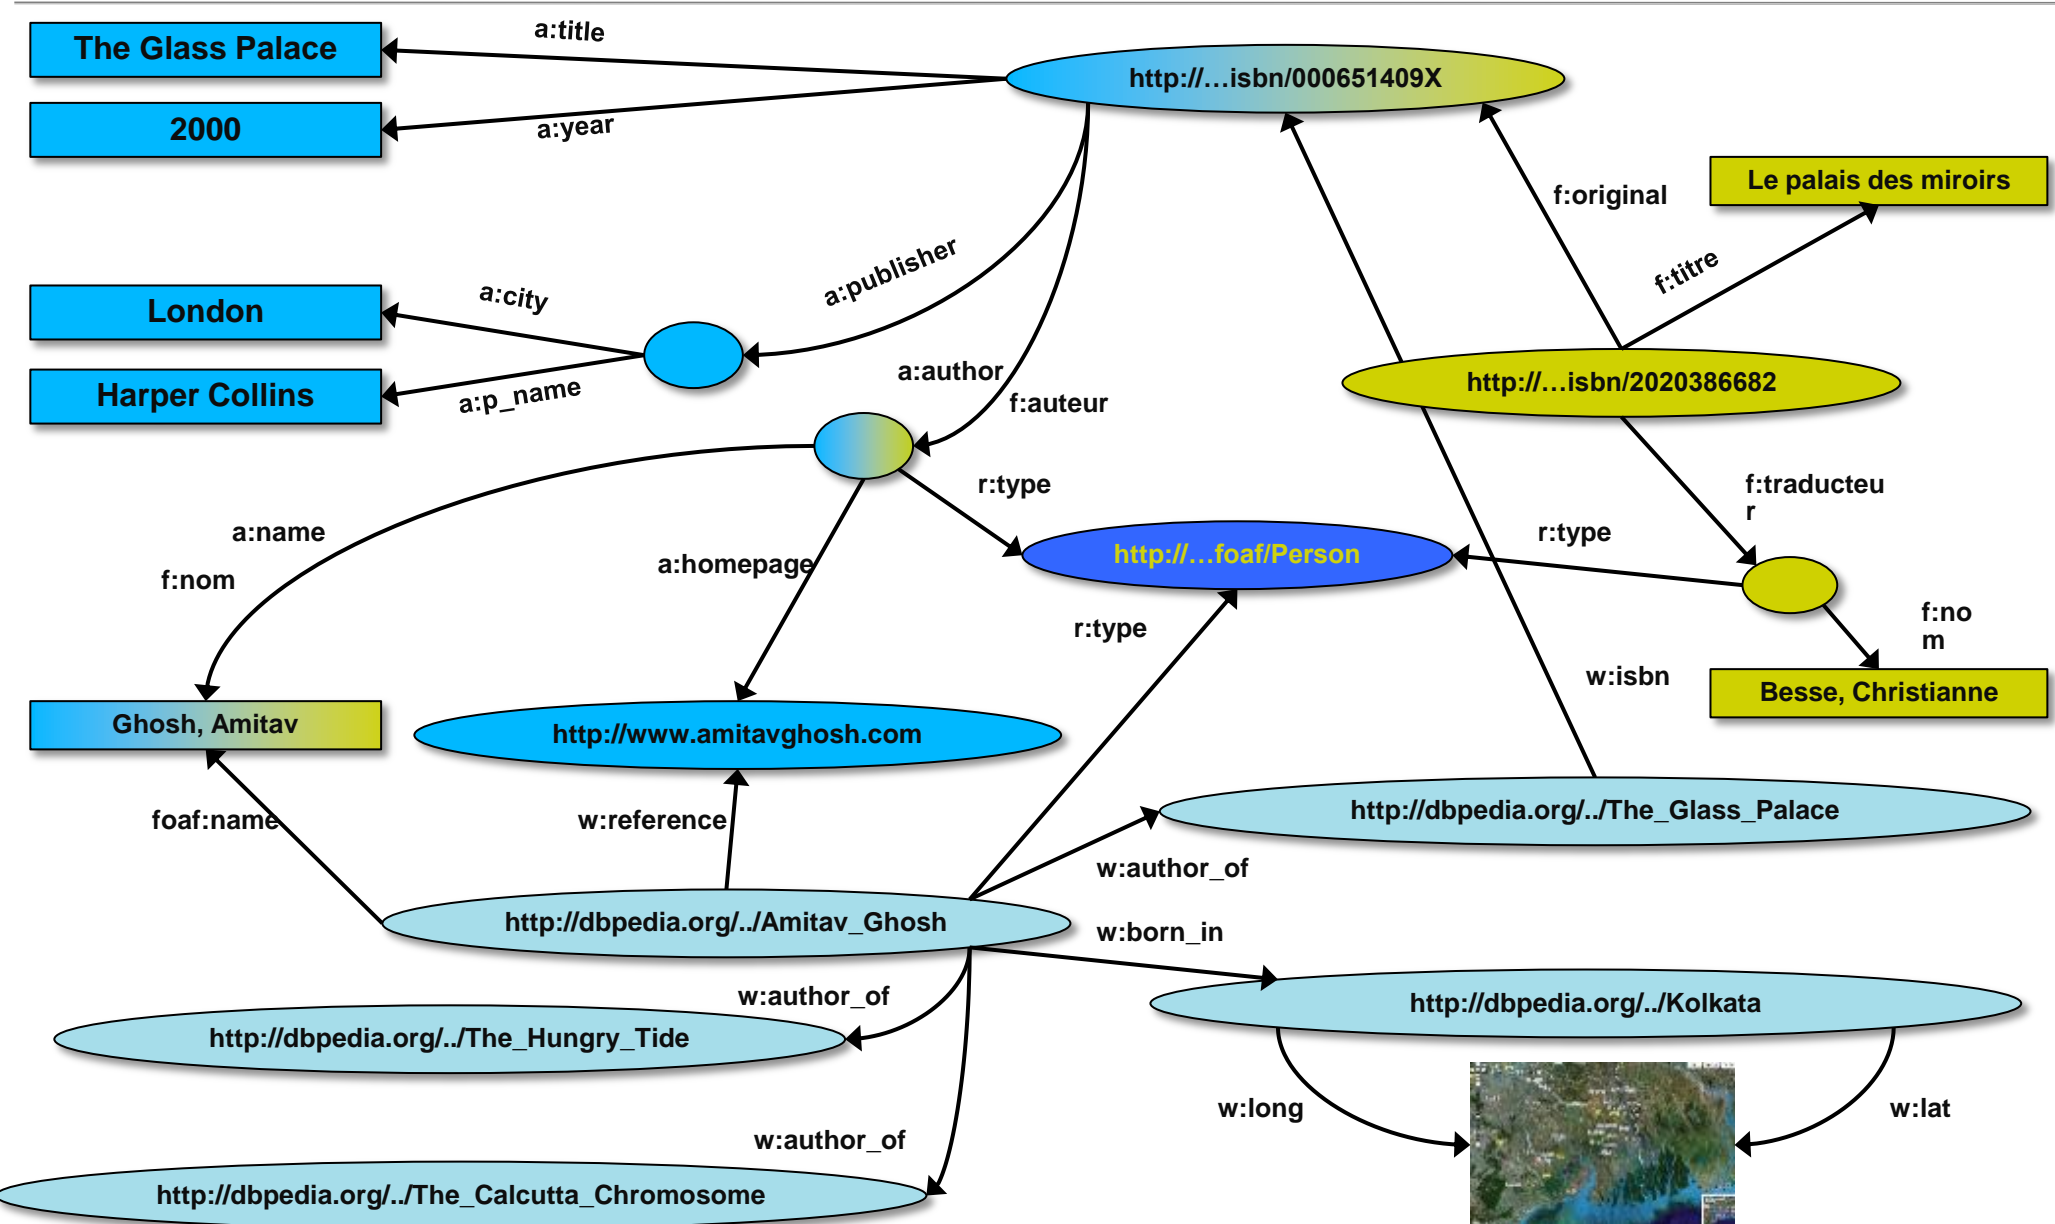 a:title
The Glass Palace
http://...isbn/000651409X
2000
a:year
Le palais des miroirs
f:original
a:publisher
f:titre
a:city
London
a:author
http://...isbn/2020386682
Harper Collins
a:p_name
f:auteur
r:type
f:traducteu
r
a:name
r:type
http://...foaf/Person
a:homepage
f:nom
f:no
m
r:type
w:isbn
Besse, Christianne
Ghosh, Amitav
http://www.amitavghosh.com
foaf:name
w:reference
http://dbpedia.org/../The_Glass_Palace
w:author_of
http://dbpedia.org/../Amitav_Ghosh
w:born_in
w:author_of
http://dbpedia.org/../Kolkata
http://dbpedia.org/../The_Hungry_Tide
w:long
w:lat
w:author_of
http://dbpedia.org/../The_Calcutta_Chromosome